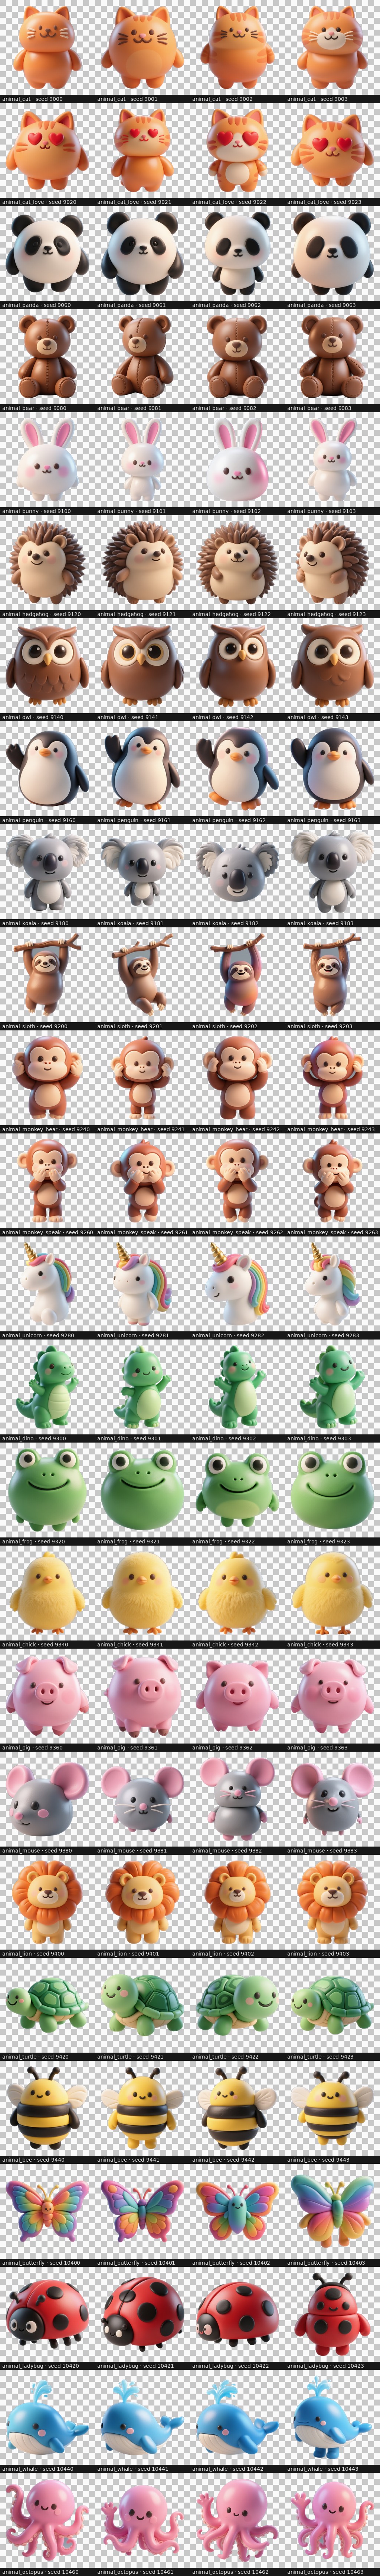 animal_cat · seed 9000 animal_cat · seed 9001 animal_cat · seed 9002 animal_cat · seed 9003
animal_cat_love · seed 9020 animal_cat_love · seed 9021 animal_cat_love · seed 9022 animal_cat_love · seed 9023
animal_panda · seed 9060 animal_panda · seed 9061 animal_panda · seed 9062 animal_panda · seed 9063
animal_bear · seed 9080 animal_bear · seed 9081 animal_bear · seed 9082 animal_bear · seed 9083
animal_bunny · seed 9100 animal_bunny · seed 9101 animal_bunny · seed 9102 animal_bunny · seed 9103
animal_hedgehog · seed 9120 animal_hedgehog · seed 9121 animal_hedgehog · seed 9122 animal_hedgehog · seed 9123
animal_owl · seed 9140 animal_owl · seed 9141 animal_owl · seed 9142 animal_owl · seed 9143
animal_penguin · seed 9160 animal_penguin · seed 9161 animal_penguin · seed 9162 animal_penguin · seed 9163
animal_koala · seed 9180 animal_koala · seed 9181 animal_koala · seed 9182 animal_koala · seed 9183
animal_sloth · seed 9200 animal_sloth · seed 9201 animal_sloth · seed 9202 animal_sloth · seed 9203
animal_monkey_hear · seed 9240 animal_monkey_hear · seed 9241 animal_monkey_hear · seed 9242 animal_monkey_hear · seed 9243
animal_monkey_speak · seed 9260 animal_monkey_speak · seed 9261 animal_monkey_speak · seed 9262 animal_monkey_speak · seed 9263
animal_unicorn · seed 9280 animal_unicorn · seed 9281 animal_unicorn · seed 9282 animal_unicorn · seed 9283
animal_dino · seed 9300 animal_dino · seed 9301 animal_dino · seed 9302 animal_dino · seed 9303
animal_frog · seed 9320 animal_frog · seed 9321 animal_frog · seed 9322 animal_frog · seed 9323
animal_chick · seed 9340 animal_chick · seed 9341 animal_chick · seed 9342 animal_chick · seed 9343
animal_pig · seed 9360 animal_pig · seed 9361 animal_pig · seed 9362 animal_pig · seed 9363
animal_mouse · seed 9380 animal_mouse · seed 9381 animal_mouse · seed 9382 animal_mouse · seed 9383
animal_lion · seed 9400 animal_lion · seed 9401 animal_lion · seed 9402 animal_lion · seed 9403
animal_turtle · seed 9420 animal_turtle · seed 9421 animal_turtle · seed 9422 animal_turtle · seed 9423
animal_bee · seed 9440 animal_bee · seed 9441 animal_bee · seed 9442 animal_bee · seed 9443
animal_butterfly · seed 10400 animal_butterfly · seed 10401 animal_butterfly · seed 10402 animal_butterfly · seed 10403
animal_ladybug · seed 10420 animal_ladybug · seed 10421 animal_ladybug · seed 10422 animal_ladybug · seed 10423
animal_whale · seed 10440 animal_whale · seed 10441 animal_whale · seed 10442 animal_whale · seed 10443
animal_octopus · seed 10460 animal_octopus · seed 10461 animal_octopus · seed 10462 animal_octopus · seed 10463